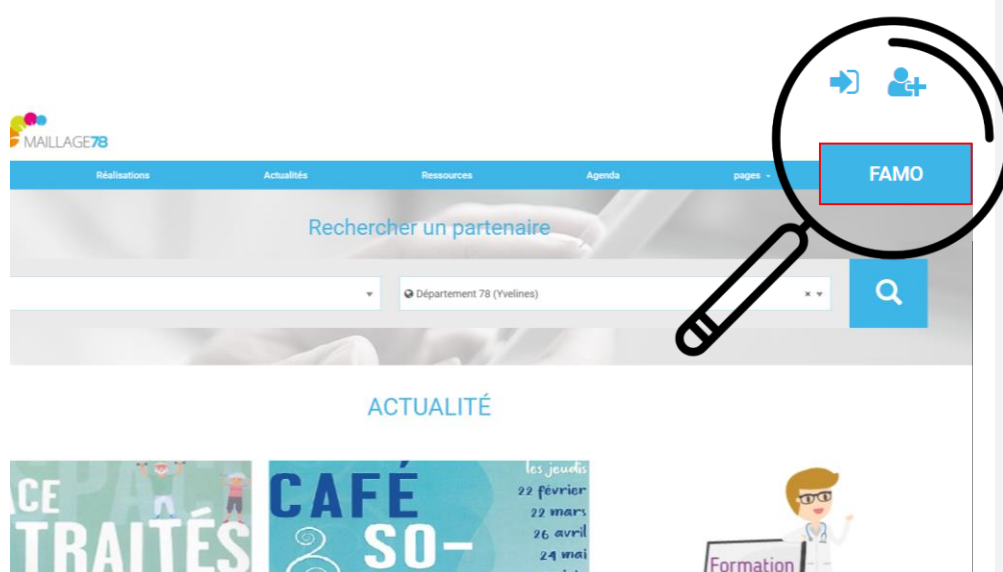 MAILLAGE78
Réalisations Actualités Ressources Agenda pages FAMO
Rechercher un partenaire
Département 78 (Yvelines)
ACTUALITÉ
CE
TRAITÉS
CAFÉ
SO-
les jeudis
22 février
22 mars
26 avril
24 mai
Formation